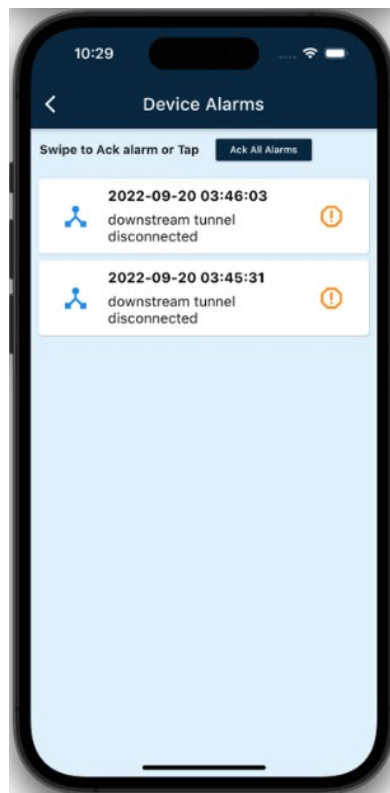 10:29
Device Alarms
Swipe to Ack alarm or Tap Ack All Alarms
2022-09-20 03:46:03
downstream tunnel
disconnected
2022-09-20 03:45:31
downstream tunnel
disconnected